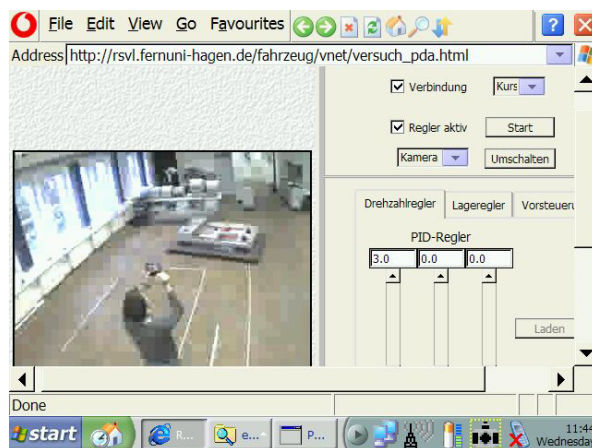 File Edit View Go Favourites
Address http://rsvl.fernuni-hagen.de/fahrzeug/vnet/versuch_pda.html
Verbindung Kurs
Regler aktiv Start
Kamera Umschalten
Drehzahlregler Lageregler Vorsteueru
PID-Regler
3.0 0.0 0.0
Laden
Done
start R... e... P... 11:44
Wednesda